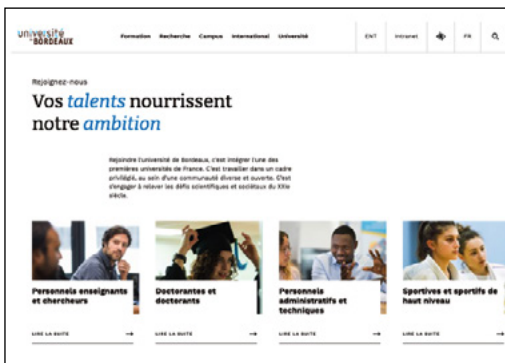 université
de BORDEAUX
Formation Recherche Campus International Université
ENT Intranet FR
Rejoignez-nous
Vos talents nourrissent
notre ambition
Rejoindre l'université de Bordeaux, c'est intégrer l'une des
premières universités de France. C'est travailler dans un cadre
privilégié, au sein d'une communauté diverse et ouverte. C'est
s'engager à relever les défis scientifiques et sociétaux du XXIe
siècle.
Personnels enseignants
et chercheurs
Doctorantes et
doctorants
Personnels
administratifs et
techniques
Sportives et sportifs de
haut niveau
LIRE LA SUITE → LIRE LA SUITE → LIRE LA SUITE → LIRE LA SUITE →